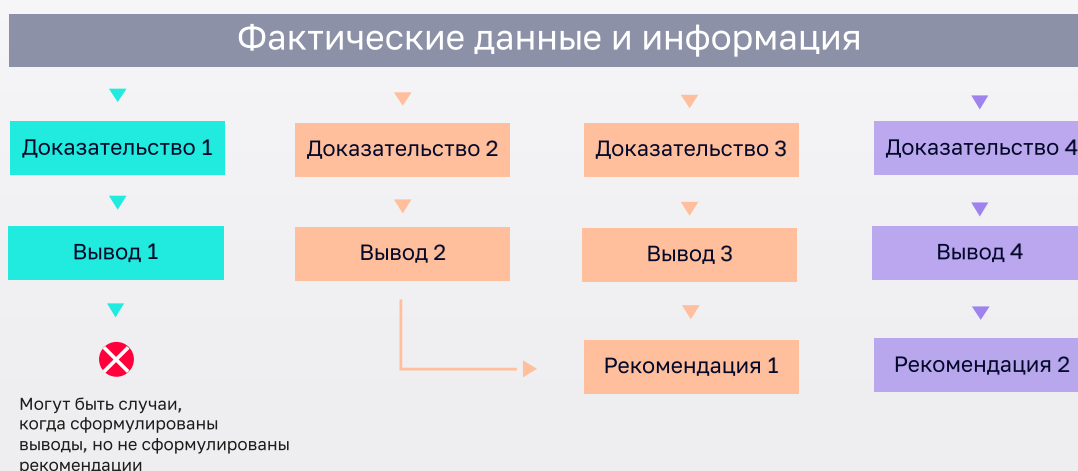 Фактические данные и информация
Доказательство 1
Доказательство 2
Доказательство 3
Доказательство 4
Вывод 1
Вывод 2
Вывод 3
Вывод 4
Рекомендация 1
Рекомендация 2
Могут быть случаи,
когда сформулированы
выводы, но не сформулированы
рекомендации